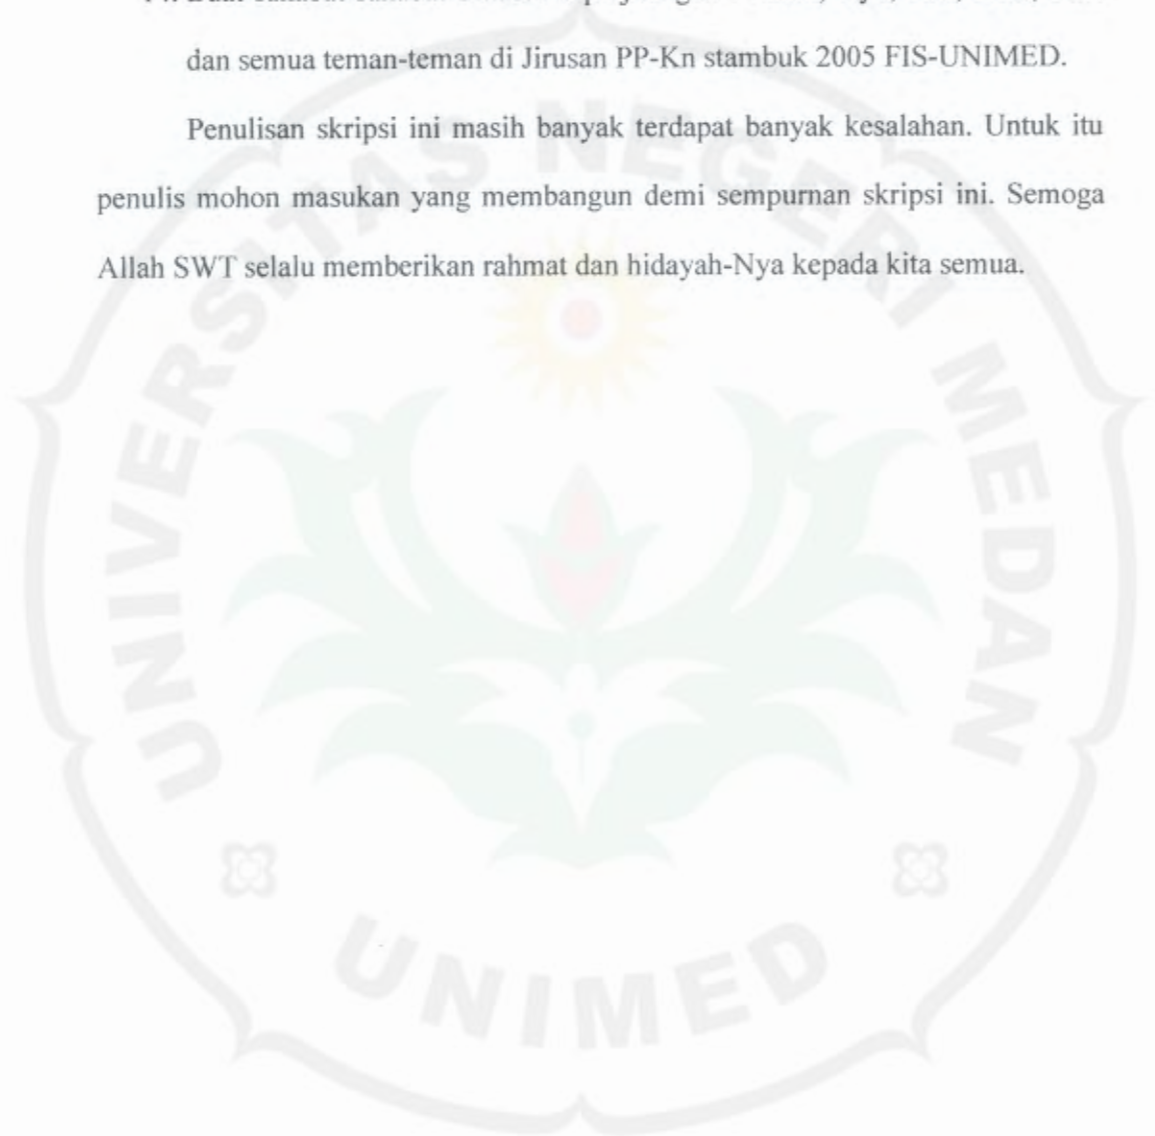 dan semua teman-teman di Jirusan PP-Kn stambuk 2005 FIS-UNIMED.
Penulisan skripsi ini masih banyak terdapat banyak kesalahan. Untuk itu
penulis mohon masukan yang membangun demi sempurnan skripsi ini. Semoga
Allah SWT selalu memberikan rahmat dan hidayah-Nya kepada kita semua.
UNIVERSITAS NEGERI MEDAN
UNIMED